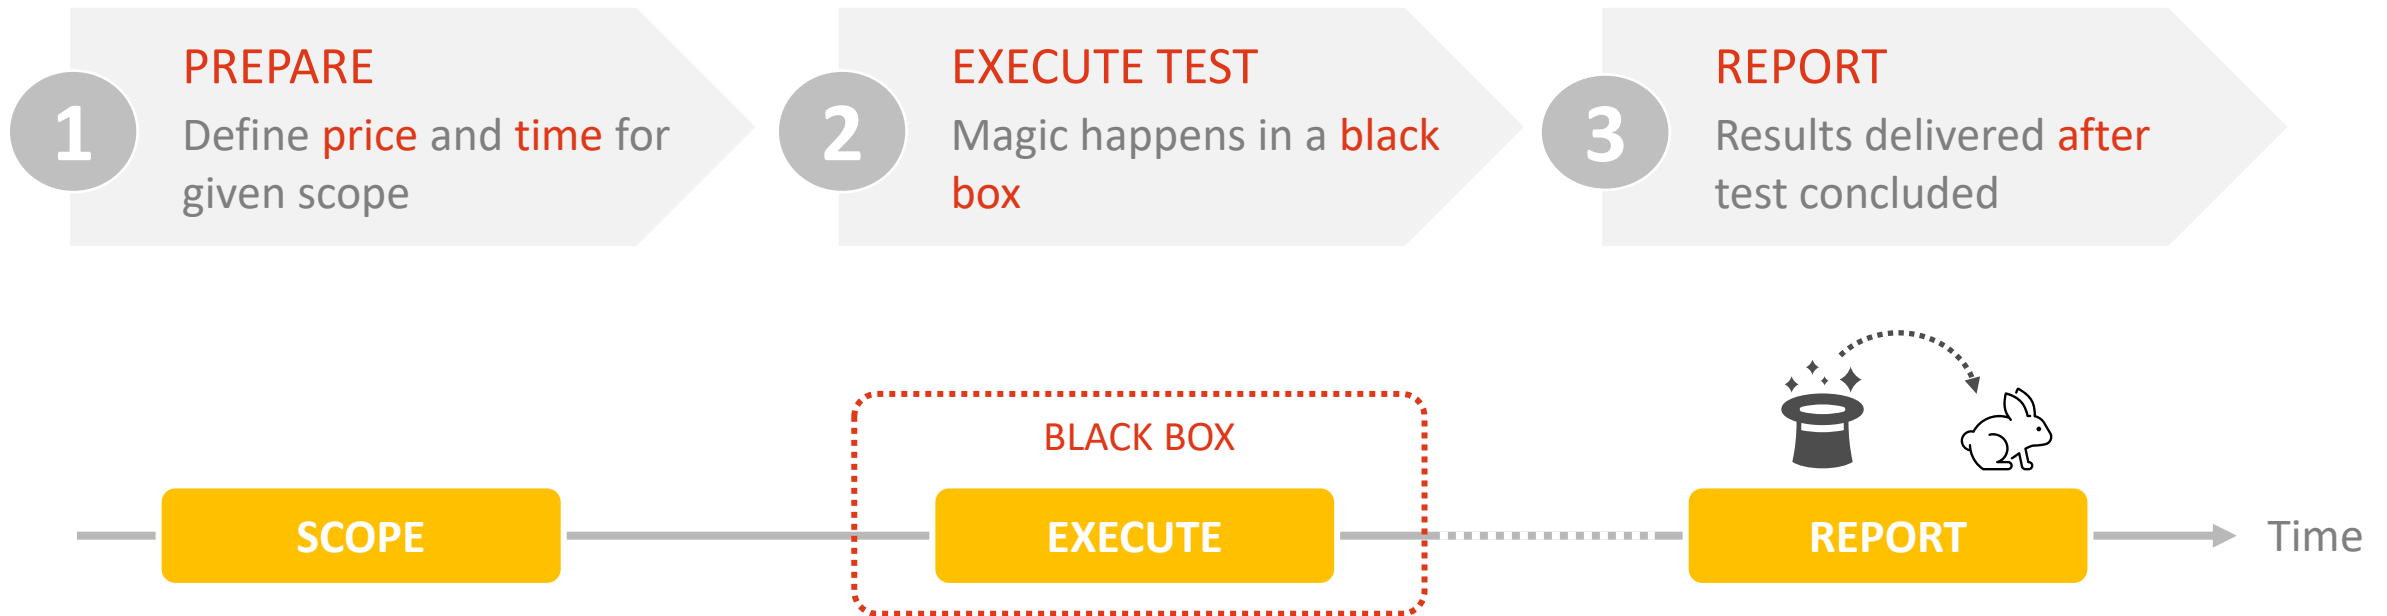 1
PREPARE
Define price and time for
given scope
2
EXECUTE TEST
Magic happens in a black
box
3
REPORT
Results delivered after
test concluded
BLACK BOX
SCOPE
EXECUTE
REPORT
Time